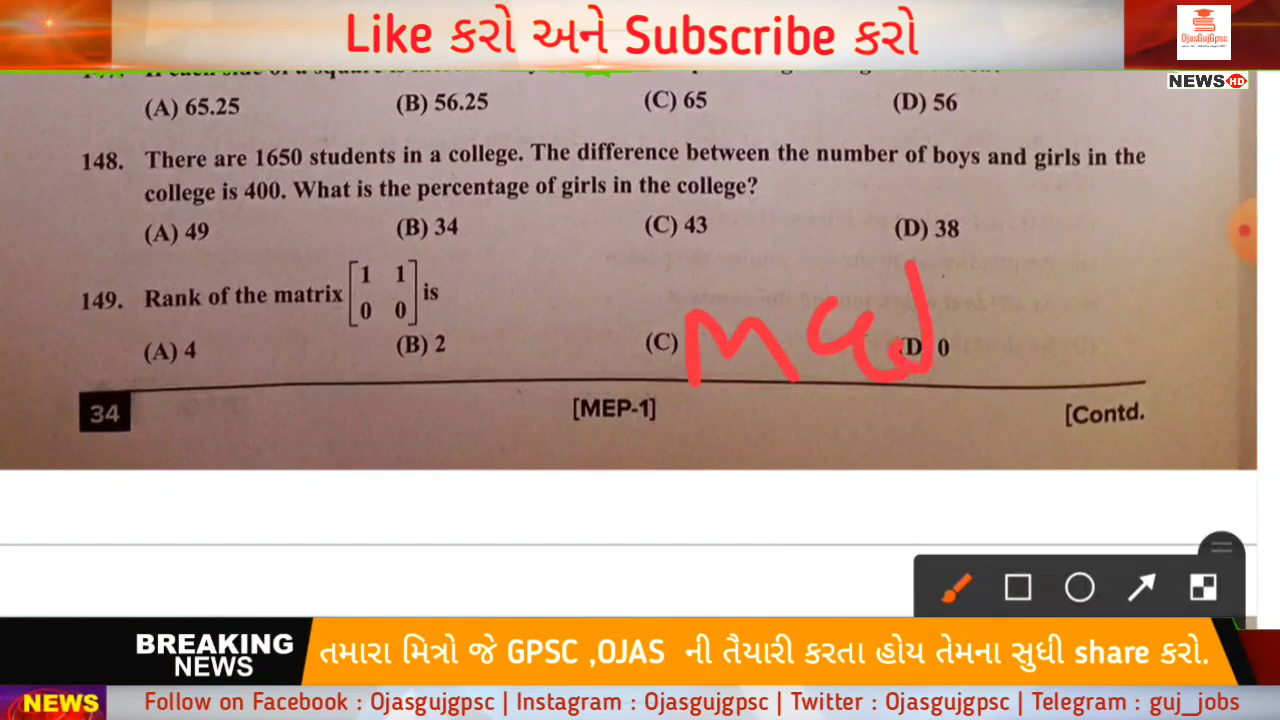 Like કરો અને Subscribe કરો
OjasGujGpsc
NEWS HD
(A) 65.25 (B) 56.25 (C) 65 (D) 56
148. There are 1650 students in a college. The difference between the number of boys and girls in the
college is 400. What is the percentage of girls in the college?
(A) 49 (B) 34 (C) 43 (D) 38
149. Rank of the matrix [1 1
0 0] is
(A) 4 (B) 2 (C) (D 0
34 [MEP-1] [Contd.
BREAKING
NEWS
તમારા મિત્રો જે GPSC ,OJAS ની તૈયારી કરતા હોય તેમના સુધી share કરો.
NEWS
Follow on Facebook : Ojasgujgpsc | Instagram : Ojasgujgpsc | Twitter : Ojasgujgpsc | Telegram : guj_jobs